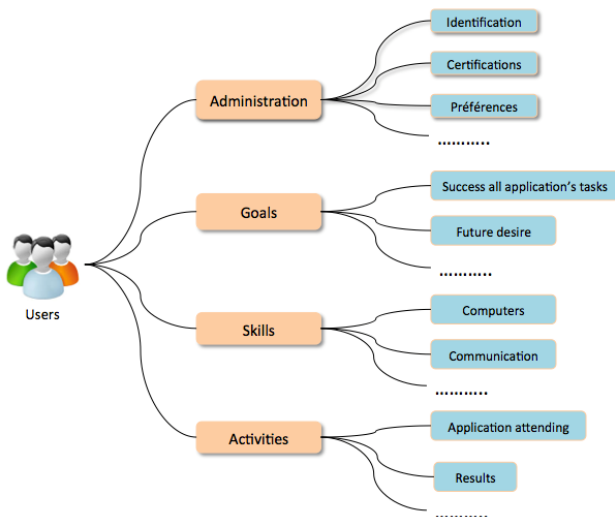 Identification
Certifications
Administration
Préférences
...........
Success all application's tasks
Goals
Future desire
...........
Users
Computers
Skills
Communication
...........
Application attending
Activities
Results
...........